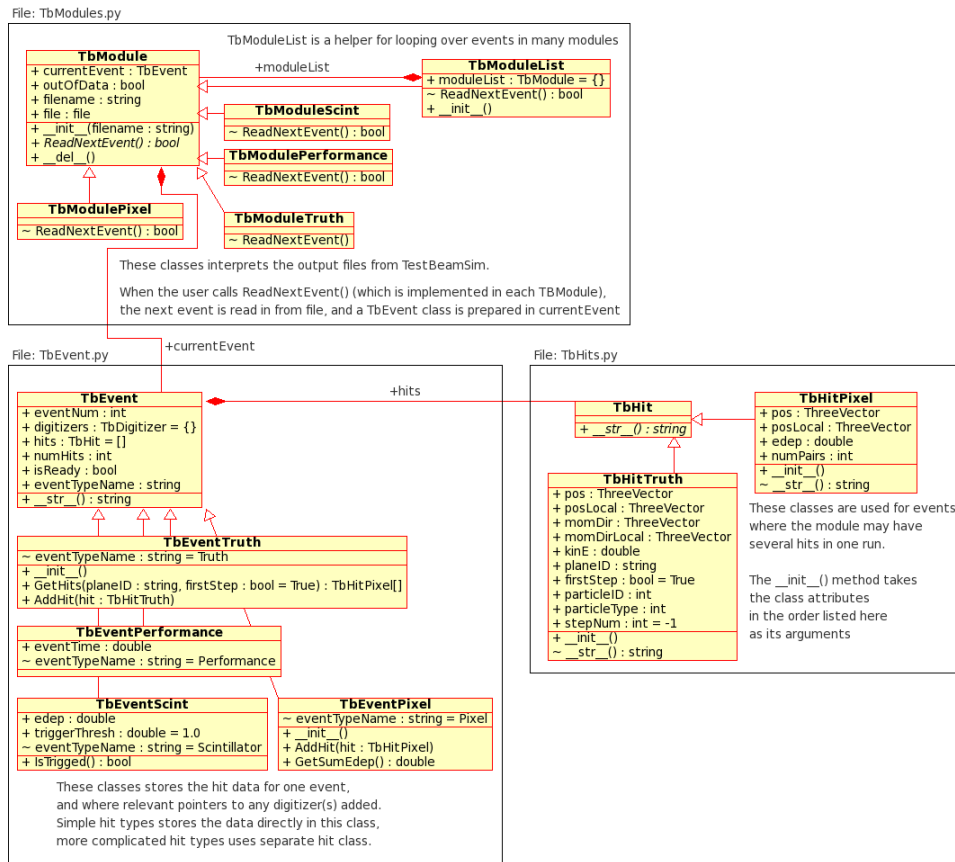 File: TbModules.py
TbModuleList is a helper for looping over events in many modules
TbModule
+ currentEvent : TbEvent
+ outOfData : bool
+ filename : string
+ file : file
+ __init__(filename : string)
+ ReadNextEvent() : bool
+ __del__()
+moduleList
TbModuleList
+ moduleList : TbModule = {}
~ ReadNextEvent() : bool
+ __init__()
TbModuleScint
~ ReadNextEvent() : bool
TbModulePerformance
~ ReadNextEvent() : bool
TbModulePixel
~ ReadNextEvent() : bool
TbModuleTruth
~ ReadNextEvent()
These classes interprets the output files from TestBeamSim.
When the user calls ReadNextEvent() (which is implemented in each TBModule),
the next event is read in from file, and a TbEvent class is prepared in currentEvent
+currentEvent
File: TbEvent.py
TbEvent
+ eventNum : int
+ digitizers : TbDigitizer = {}
+ hits : TbHit = []
+ numHits : int
+ isReady : bool
+ eventTypeName : string
+ __str__() : string
+hits
TbEventTruth
~ eventTypeName : string = Truth
+ __init__()
+ GetHits(planeID : string, firstStep : bool = True) : TbHitPixel[]
+ AddHit(hit : TbHitTruth)
TbEventPerformance
+ eventTime : double
~ eventTypeName : string = Performance
TbEventScint
+ edep : double
+ triggerThresh : double = 1.0
~ eventTypeName : string = Scintillator
+ IsTrigged() : bool
TbEventPixel
~ eventTypeName : string = Pixel
+ __init__()
+ AddHit(hit : TbHitPixel)
+ GetSumEdep() : double
These classes stores the hit data for one event,
and where relevant pointers to any digitizer(s) added.
Simple hit types stores the data directly in this class,
more complicated hit types uses separate hit class.
File: TbHits.py
TbHit
+ __str__() : string
TbHitPixel
+ pos : ThreeVector
+ posLocal : ThreeVector
+ edep : double
+ numPairs : int
+ __init__()
~ __str__() : string
TbHitTruth
+ pos : ThreeVector
+ posLocal : ThreeVector
+ momDir : ThreeVector
+ momDirLocal : ThreeVector
+ kinE : double
+ planeID : string
+ firstStep : bool = True
+ particleID : int
+ particleType : int
+ stepNum : int = -1
+ __init__()
~ __str__() : string
These classes are used for events
where the module may have
several hits in one run.
The __init__() method takes
the class attributes
in the order listed here
as its arguments